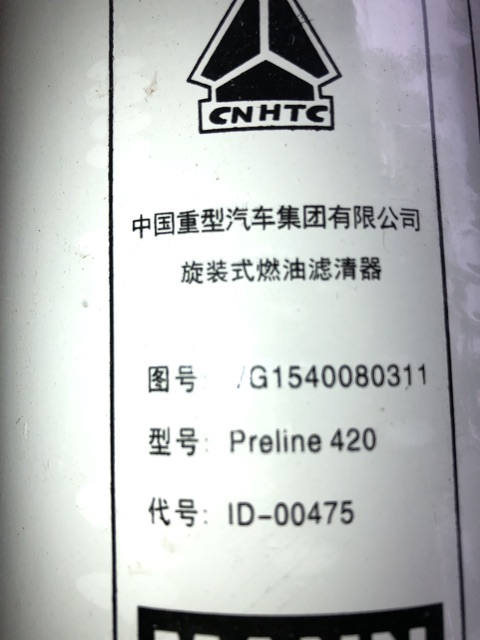 CNHTC
中国重型汽车集团有限公司
旋装式燃油滤清器
图号: /G1540080311
型号: Preline 420
代号: ID-00475